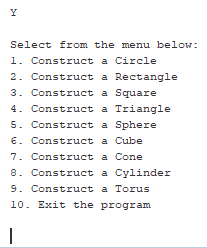 Y
Select from the menu below:
1. Construct a Circle
2. Construct a Rectangle
3. Construct a Square
4. Construct a Triangle
5. Construct a Sphere
6. Construct a Cube
7. Construct a Cone
8. Construct a Cylinder
9. Construct a Torus
10. Exit the program